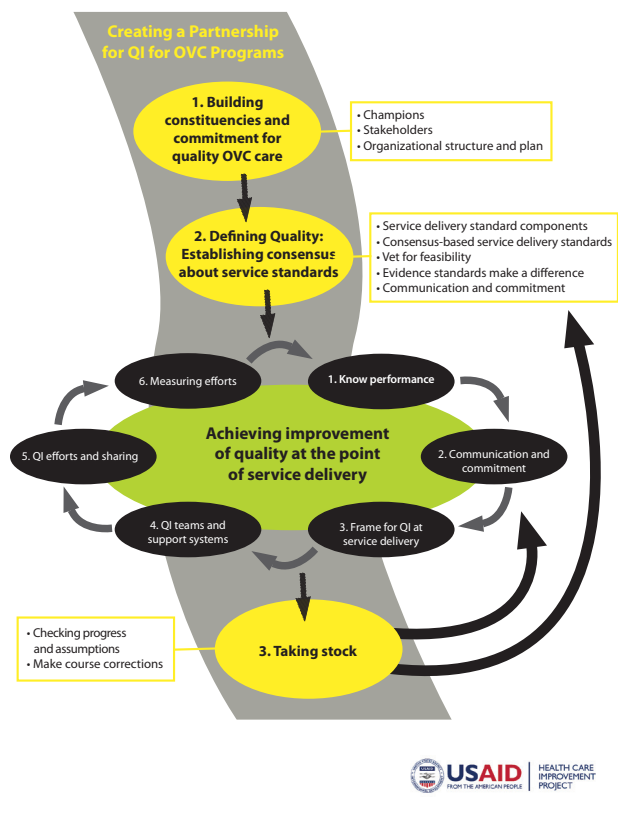 Creating a Partnership
for QI for OVC Programs
1. Building
constituencies and
commitment for
quality OVC care
• Champions
• Stakeholders
• Organizational structure and plan
2. Defining Quality:
Establishing consensus
about service standards
• Service delivery standard components
• Consensus-based service delivery standards
• Vet for feasibility
• Evidence standards make a difference
• Communication and commitment
6. Measuring efforts
1. Know performance
5. QI efforts and sharing
Achieving improvement
of quality at the point
of service delivery
2. Communication and
commitment
4. QI teams and
support systems
3. Frame for QI at
service delivery
• Checking progress
and assumptions
• Make course corrections
3. Taking stock
USAID
USAID
FROM THE AMERICAN PEOPLE
HEALTH CARE
IMPROVEMENT
PROJECT